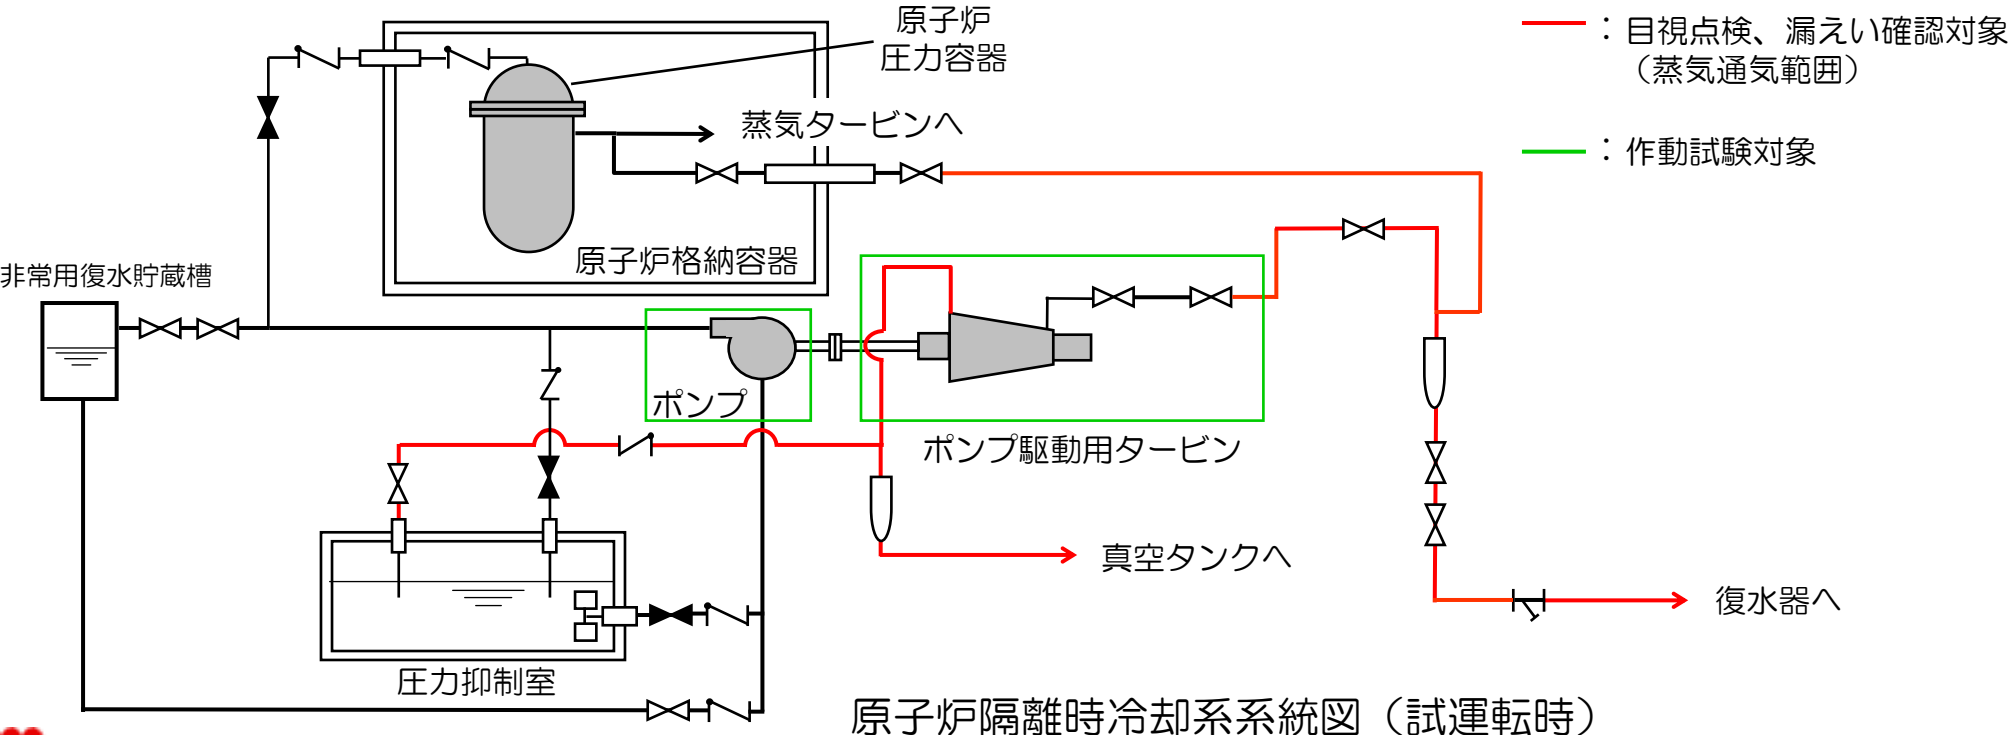 原子炉
圧力容器
：目視点検、漏えい確認対象
（蒸気通気範囲）
蒸気タービンへ
：作動試験対象
原子炉格納容器
非常用復水貯蔵槽
ポンプ
ポンプ駆動用タービン
真空タンクへ
復水器へ
圧力抑制室
原子炉隔離時冷却系系統図（試運転時）